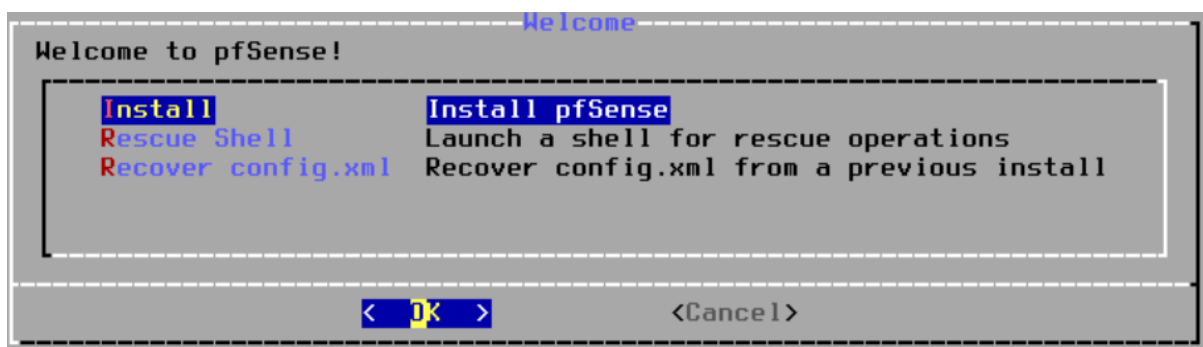 Welcome
Welcome to pfSense!
Install Install pfSense
Rescue Shell Launch a shell for rescue operations
Recover config.xml Recover config.xml from a previous install
< OK > <Cancel>